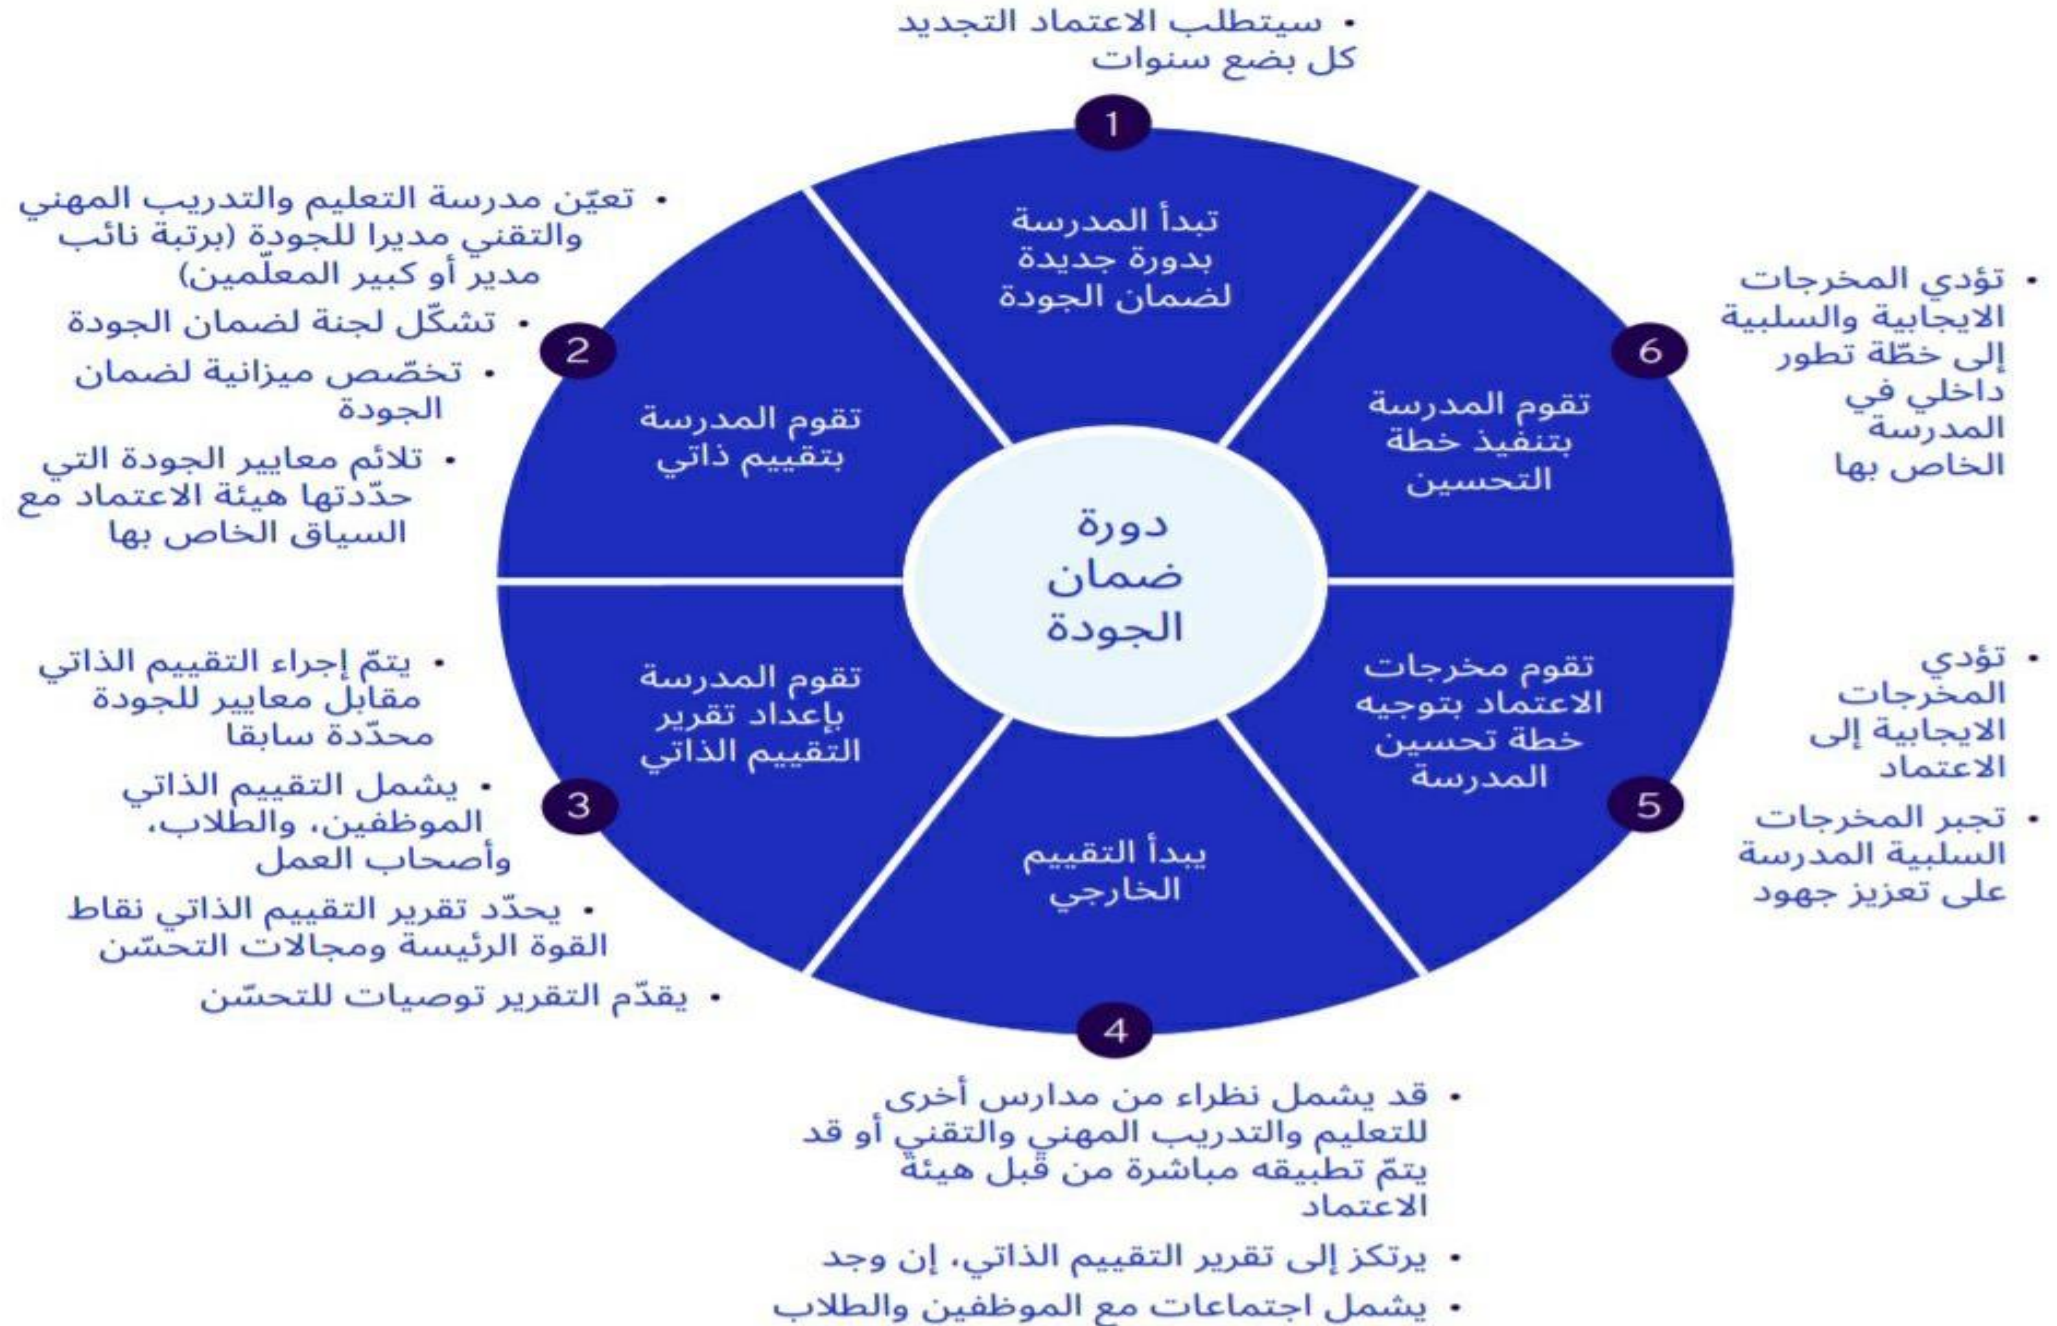 • سيتطلب الاعتماد التجديد
كل بضع سنوات
1
تبدأ المدرسة
بدورة جديدة
لضمان الجودة
• تعيّن مدرسة التعليم والتدريب المهني
والتقني مديرا للجودة (برتبة نائب
مدير أو كبير المعلّمين)
• تشكّل لجنة لضمان الجودة
• تخصّص ميزانية لضمان
الجودة
• تلائم معايير الجودة التي
حدّدتها هيئة الاعتماد مع
السياق الخاص بها
2
تقوم المدرسة
بتقييم ذاتي
• يتمّ إجراء التقييم الذاتي
مقابل معايير للجودة
محدّدة سابقا
• يشمل التقييم الذاتي
الموظفين، والطلاب،
وأصحاب العمل
• يحدّد تقرير التقييم الذاتي نقاط
القوة الرئيسة ومجالات التحسّن
• يقدّم التقرير توصيات للتحسّن
3
تقوم المدرسة
بإعداد تقرير
التقييم الذاتي
4
يبدأ التقييم
الخارجي
• قد يشمل نظراء من مدارس أخرى
للتعليم والتدريب المهني والتقني أو قد
يتمّ تطبيقه مباشرة من قبل هيئة
الاعتماد
• يرتكز إلى تقرير التقييم الذاتي، إن وجد
• يشمل اجتماعات مع الموظفين والطلاب
5
تقوم مخرجات
الاعتماد بتوجيه
خطة تحسين
المدرسة
• تؤدي
المخرجات
الايجابية إلى
الاعتماد
• تجبر المخرجات
السلبية المدرسة
على تعزيز جهود
6
تقوم المدرسة
بتنفيذ خطة
التحسين
• تؤدي المخرجات
الايجابية والسلبية
إلى خطّة تطور
داخلي في
المدرسة
الخاص بها
دورة
ضمان
الجودة